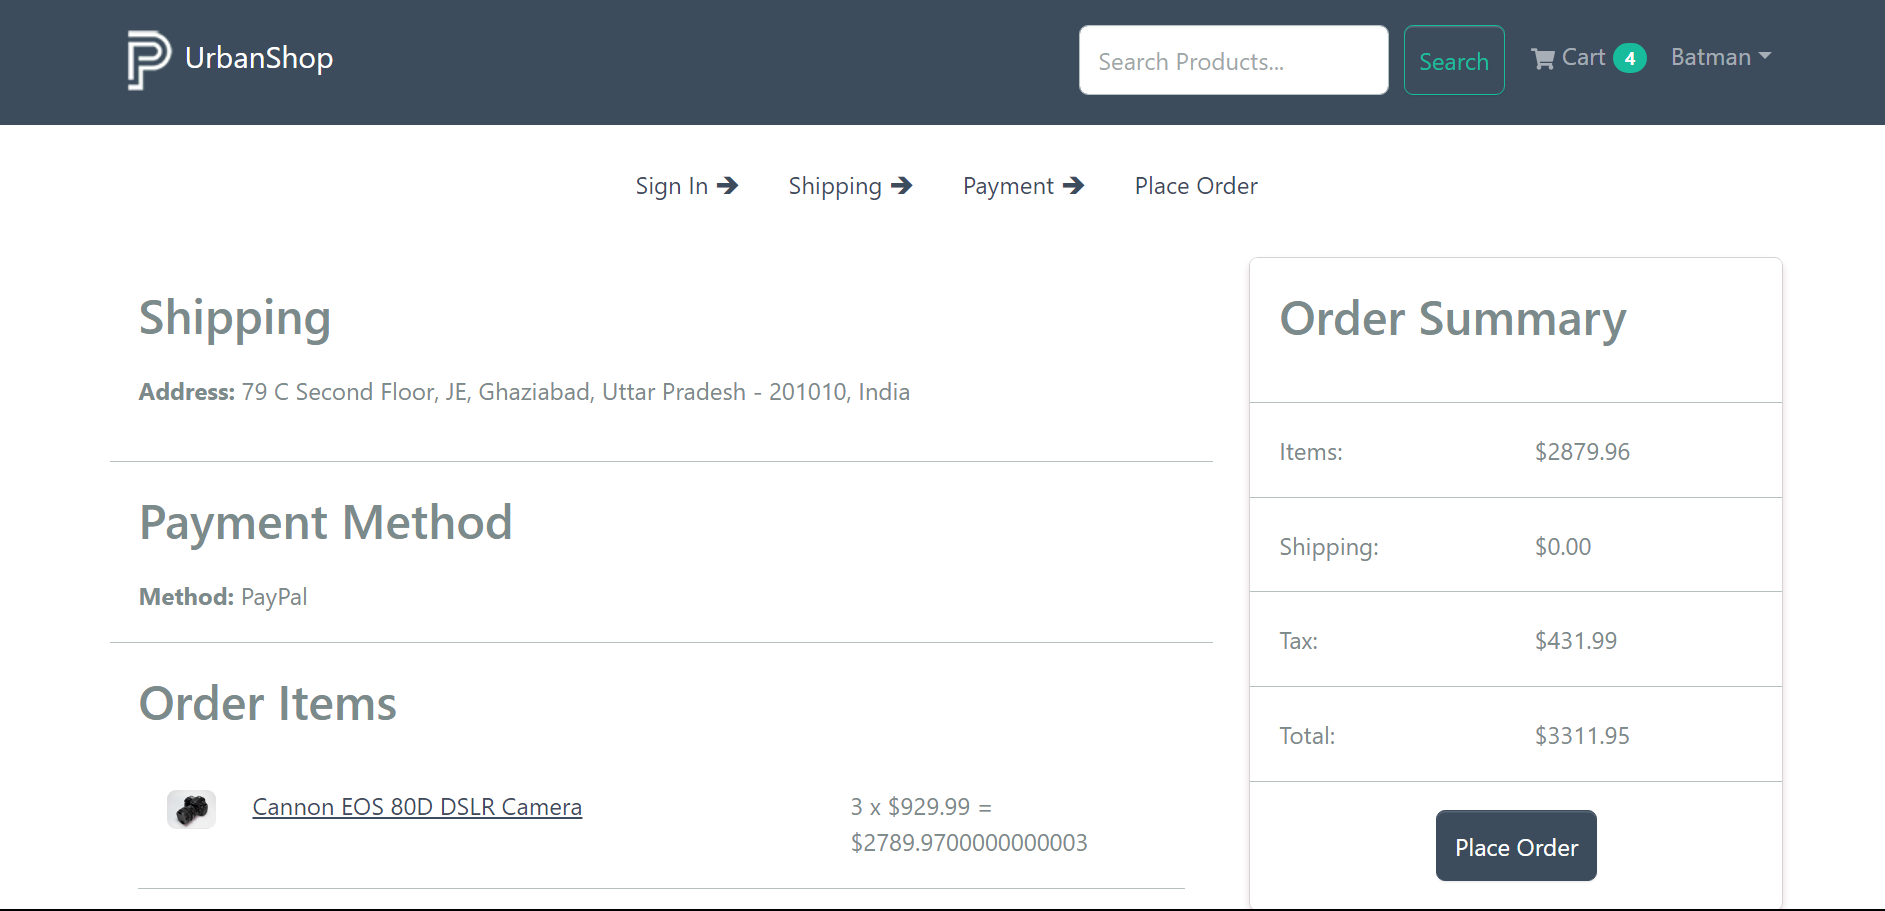 UrbanShop
Search Products...
Search
Cart 4
Batman
Sign In
Shipping
Payment
Place Order
Shipping
Address: 79 C Second Floor, JE, Ghaziabad, Uttar Pradesh - 201010, India
Payment Method
Method: PayPal
Order Items
Cannon EOS 80D DSLR Camera
3 x $929.99 =
$2789.9700000000003
Order Summary
Items: $2879.96
Shipping: $0.00
Tax: $431.99
Total: $3311.95
Place Order